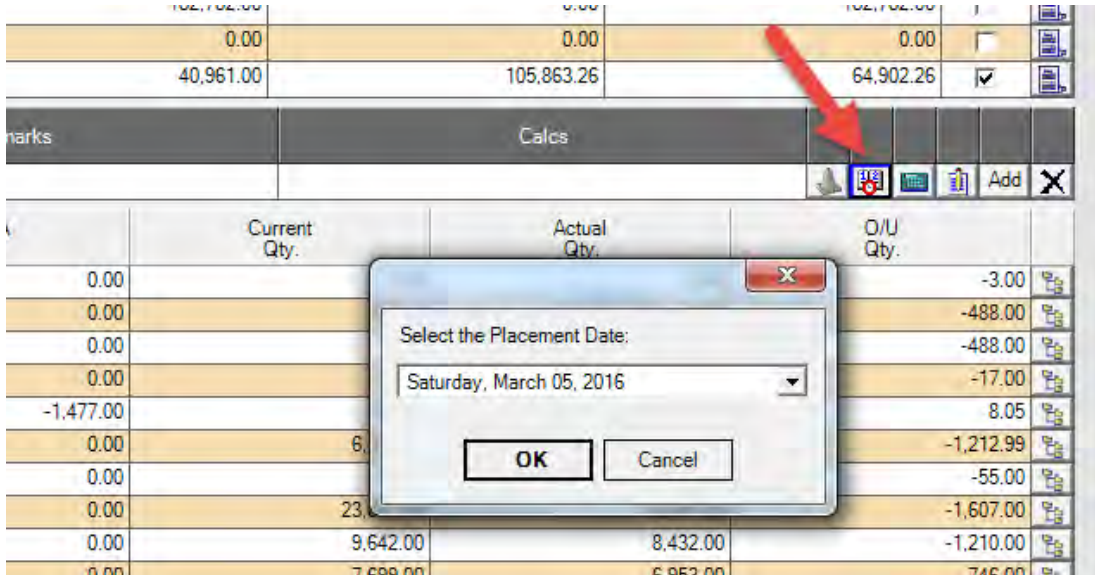 0.00 0.00 0.00
40,961.00 105,863.26 64,902.26
Calcs
Add
Current Actual O/U
Qty. Qty. Qty.
0.00 -3.00
0.00 -488.00
0.00 -488.00
0.00 -17.00
-1,477.00 8.05
0.00 6, -1,212.99
0.00 -55.00
0.00 23, -1,607.00
0.00 9,642.00 8,432.00 -1,210.00
Select the Placement Date:
Saturday, March 05, 2016
OK Cancel